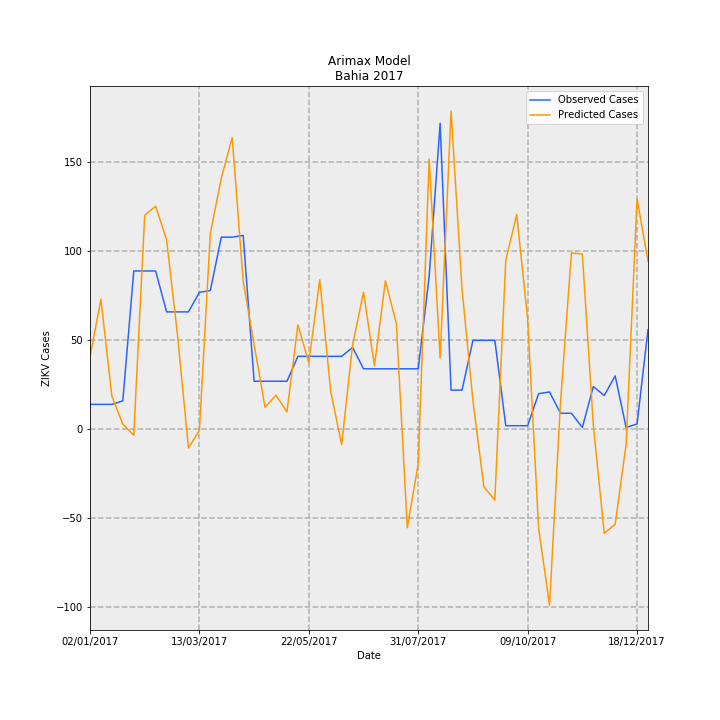 Arimax Model
Bahia 2017
Observed Cases
Predicted Cases
ZIKV Cases
150
100
50
0
−50
−100
02/01/2017 13/03/2017 22/05/2017 31/07/2017 09/10/2017 18/12/2017
Date